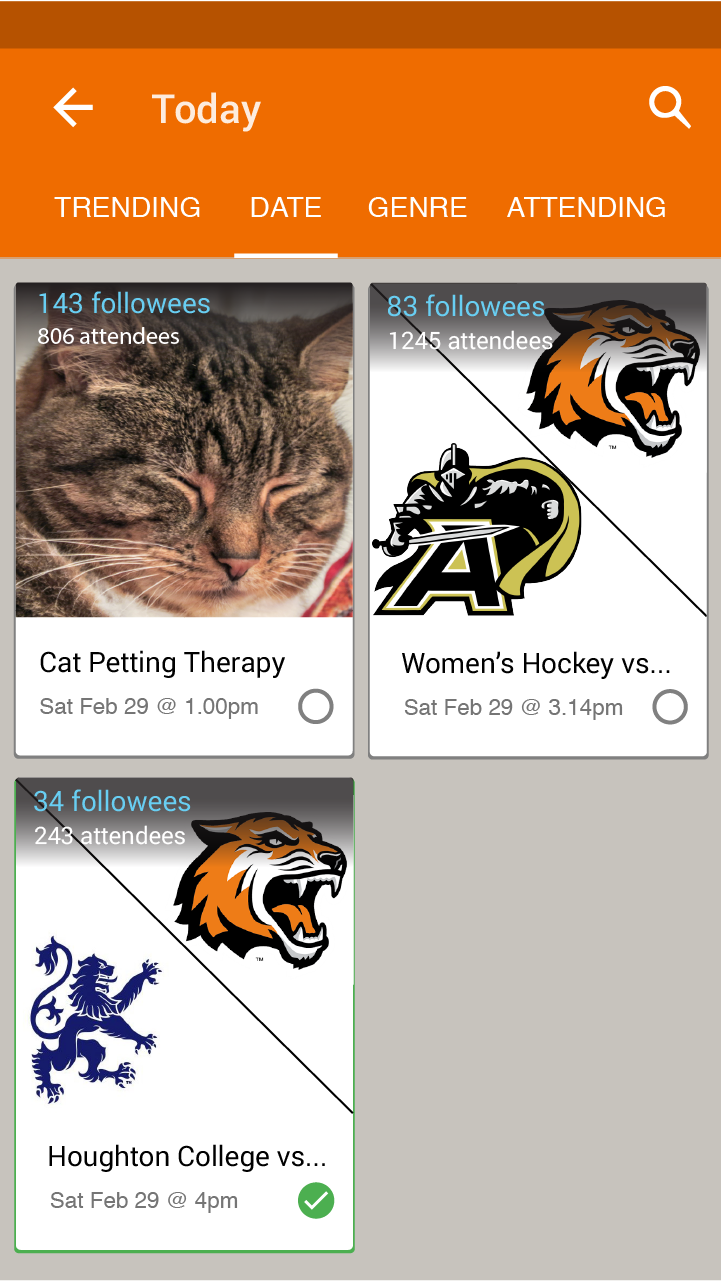 Today
TRENDING DATE GENRE ATTENDING
143 followees
806 attendees
Cat Petting Therapy
Sat Feb 29 @ 1.00pm
83 followees
1245 attendees
TM
A
Women’s Hockey vs...
Sat Feb 29 @ 3.14pm
34 followees
243 attendees
TM
Houghton College vs...
Sat Feb 29 @ 4pm